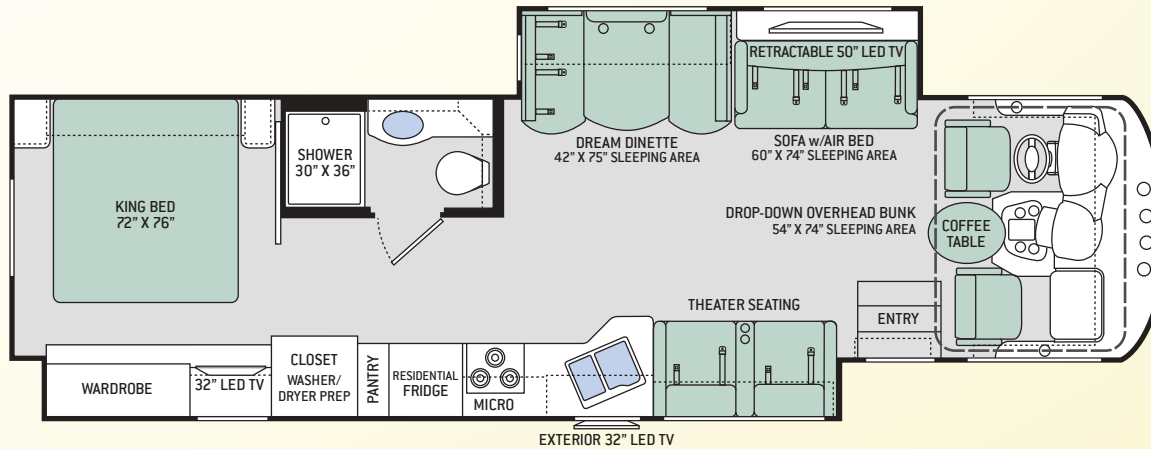 RETRACTABLE 50” LED TV
DREAM DINETTE
42” X 75” SLEEPING AREA
SOFA w/AIR BED
60” X 74” SLEEPING AREA
SHOWER
30” X 36”
KING BED
72” X 76”
DROP-DOWN OVERHEAD BUNK
54” X 74” SLEEPING AREA
COFFEE
TABLE
THEATER SEATING
ENTRY
WARDROBE
32” LED TV
CLOSET
WASHER/
DRYER PREP
PANTRY
RESIDENTIAL
FRIDGE
MICRO
EXTERIOR 32” LED TV